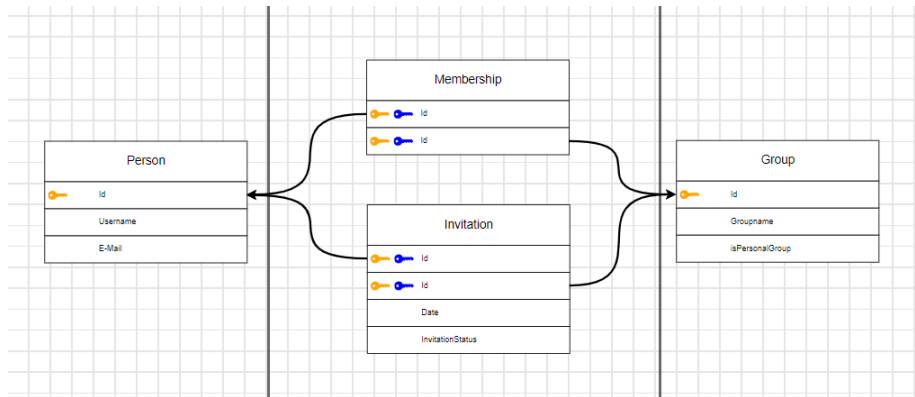 Person
Id
Username
E-Mail
Membership
Id
Id
Invitation
Id
Id
Date
InvitationStatus
Group
Id
Groupname
isPersonalGroup